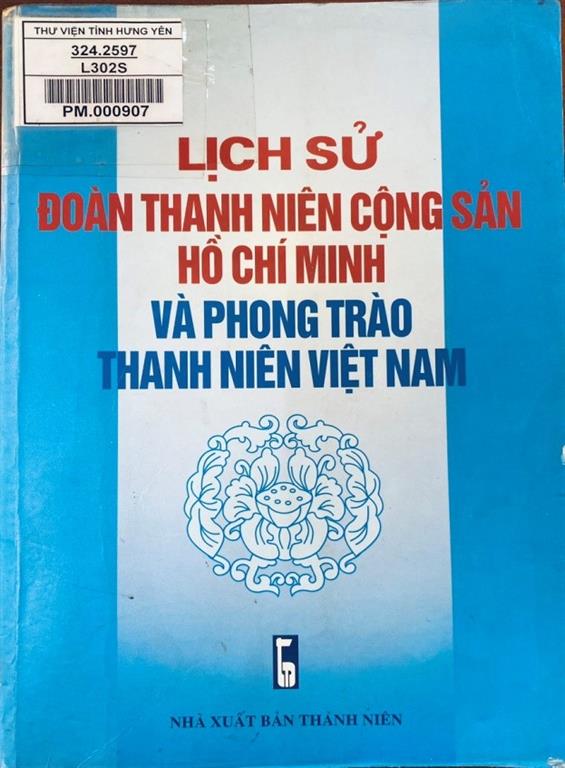 THƯ VIỆN TỈNH HƯNG YÊN
324.2597
L302S
PM.000907
LỊCH SỬ
ĐOÀN THANH NIÊN CỘNG SẢN
HỒ CHÍ MINH
VÀ PHONG TRÀO
THANH NIÊN VIỆT NAM
NHÀ XUẤT BẢN THANH NIÊN